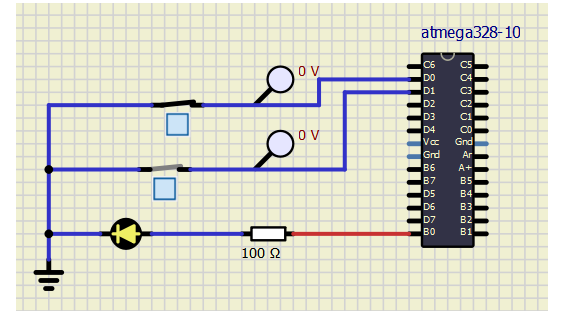 atmega328-10
0 V
0 V
100 Ω
C6 C5
D0 C4
D1 C3
D2 C2
D3 C1
D4 C0
Vcc Gnd
Gnd Ar
B6 A+
B7 B5
D5 B4
D6 B3
D7 B2
B0 B1